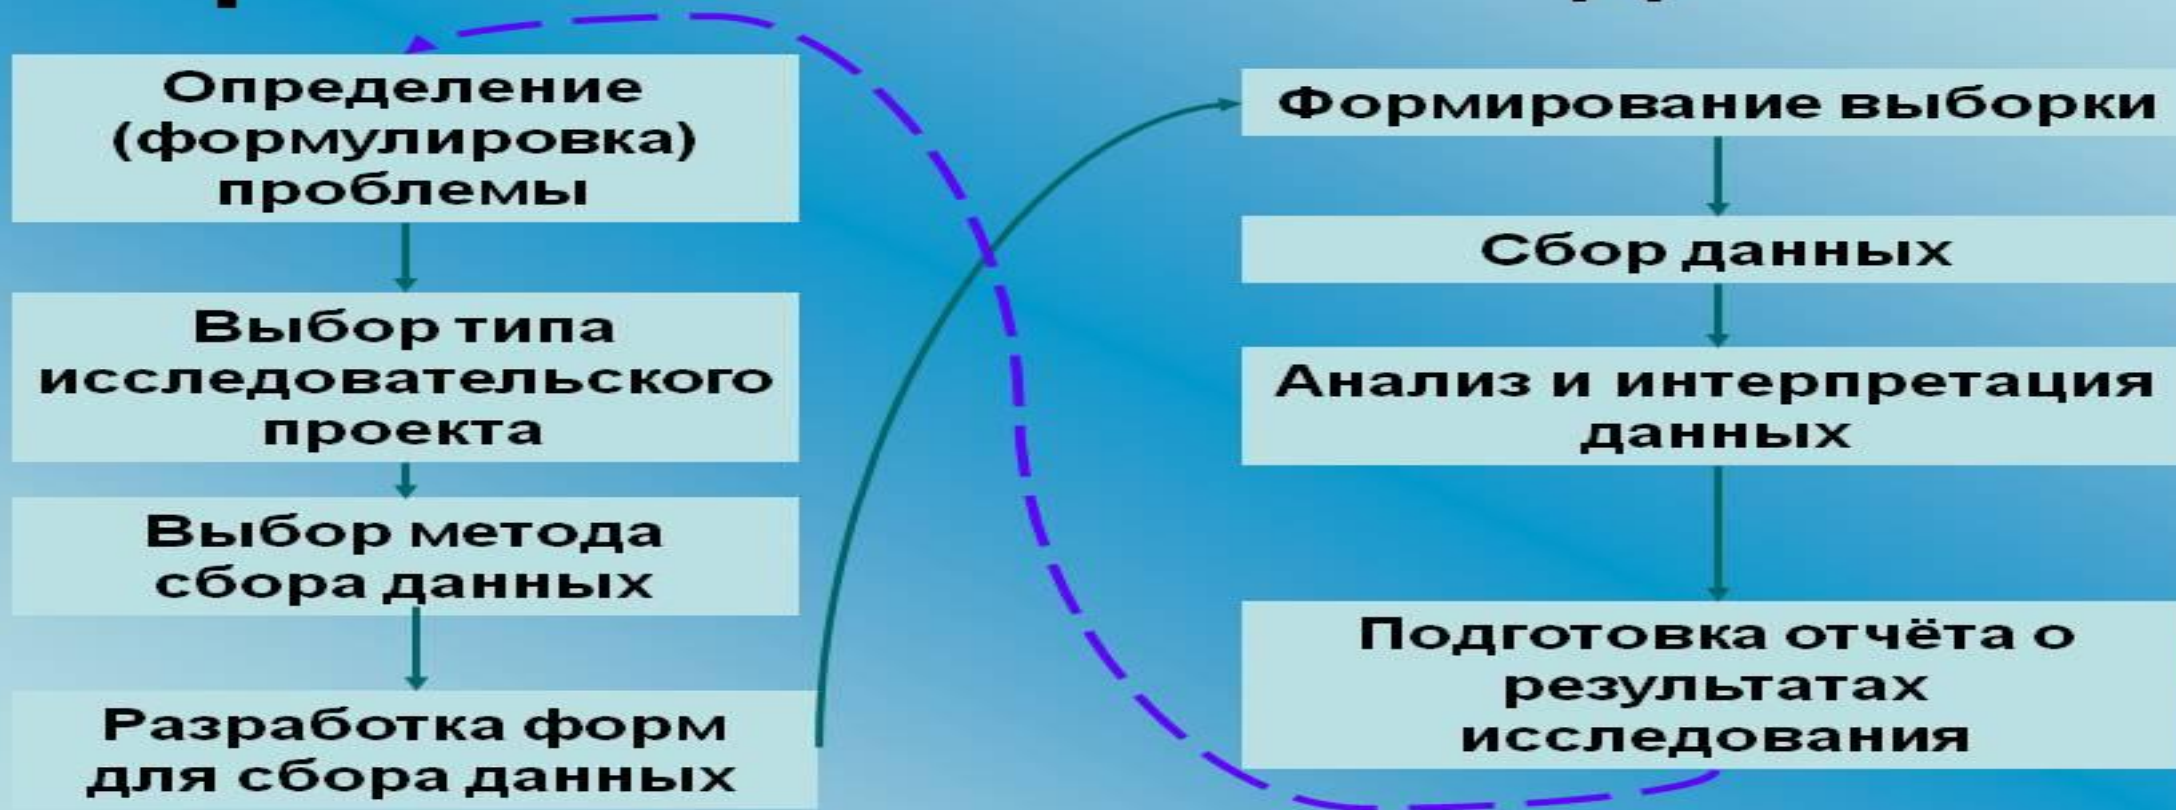 Определение
(формулировка)
проблемы
Выбор типа
исследовательского
проекта
Выбор метода
сбора данных
Разработка форм
для сбора данных
Формирование выборки
Сбор данных
Анализ и интерпретация
данных
Подготовка отчёта о
результатах
исследования